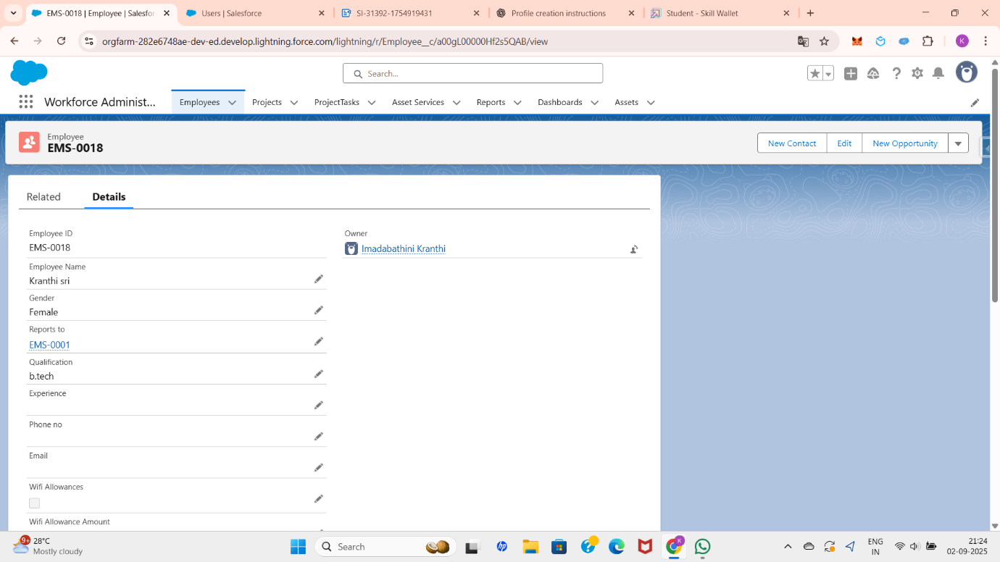 EMS-0018 | Employee | Salesfor
Users | Salesforce
SI-31392-1754919431
Profile creation instructions
Student - Skill Wallet
orgfarm-282e6748ae-dev-ed.develop.lightning.force.com/lightning/r/Employee__c/a00gL00000Hf2s5QAB/view
K
Search...
Workforce Administ...
Employees
Projects
ProjectTasks
Asset Services
Reports
Dashboards
Assets
Employee
EMS-0018
New Contact
Edit
New Opportunity
Related
Details
Employee ID
EMS-0018
Owner
Imadabathini Kranthi
Employee Name
Kranthi sri
Gender
Female
Reports to
EMS-0001
Qualification
b.tech
Experience
Phone no
Email
Wifi Allowances
Wifi Allowance Amount
9+
28°C
Mostly cloudy
Search
hp
K
ENG
IN
21:24
02-09-2025